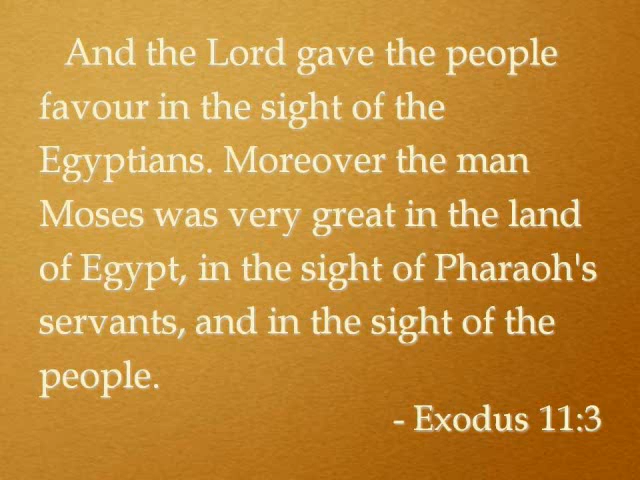 And the Lord gave the people
favour in the sight of the
Egyptians. Moreover the man
Moses was very great in the land
of Egypt, in the sight of Pharaoh's
servants, and in the sight of the
people.
- Exodus 11:3